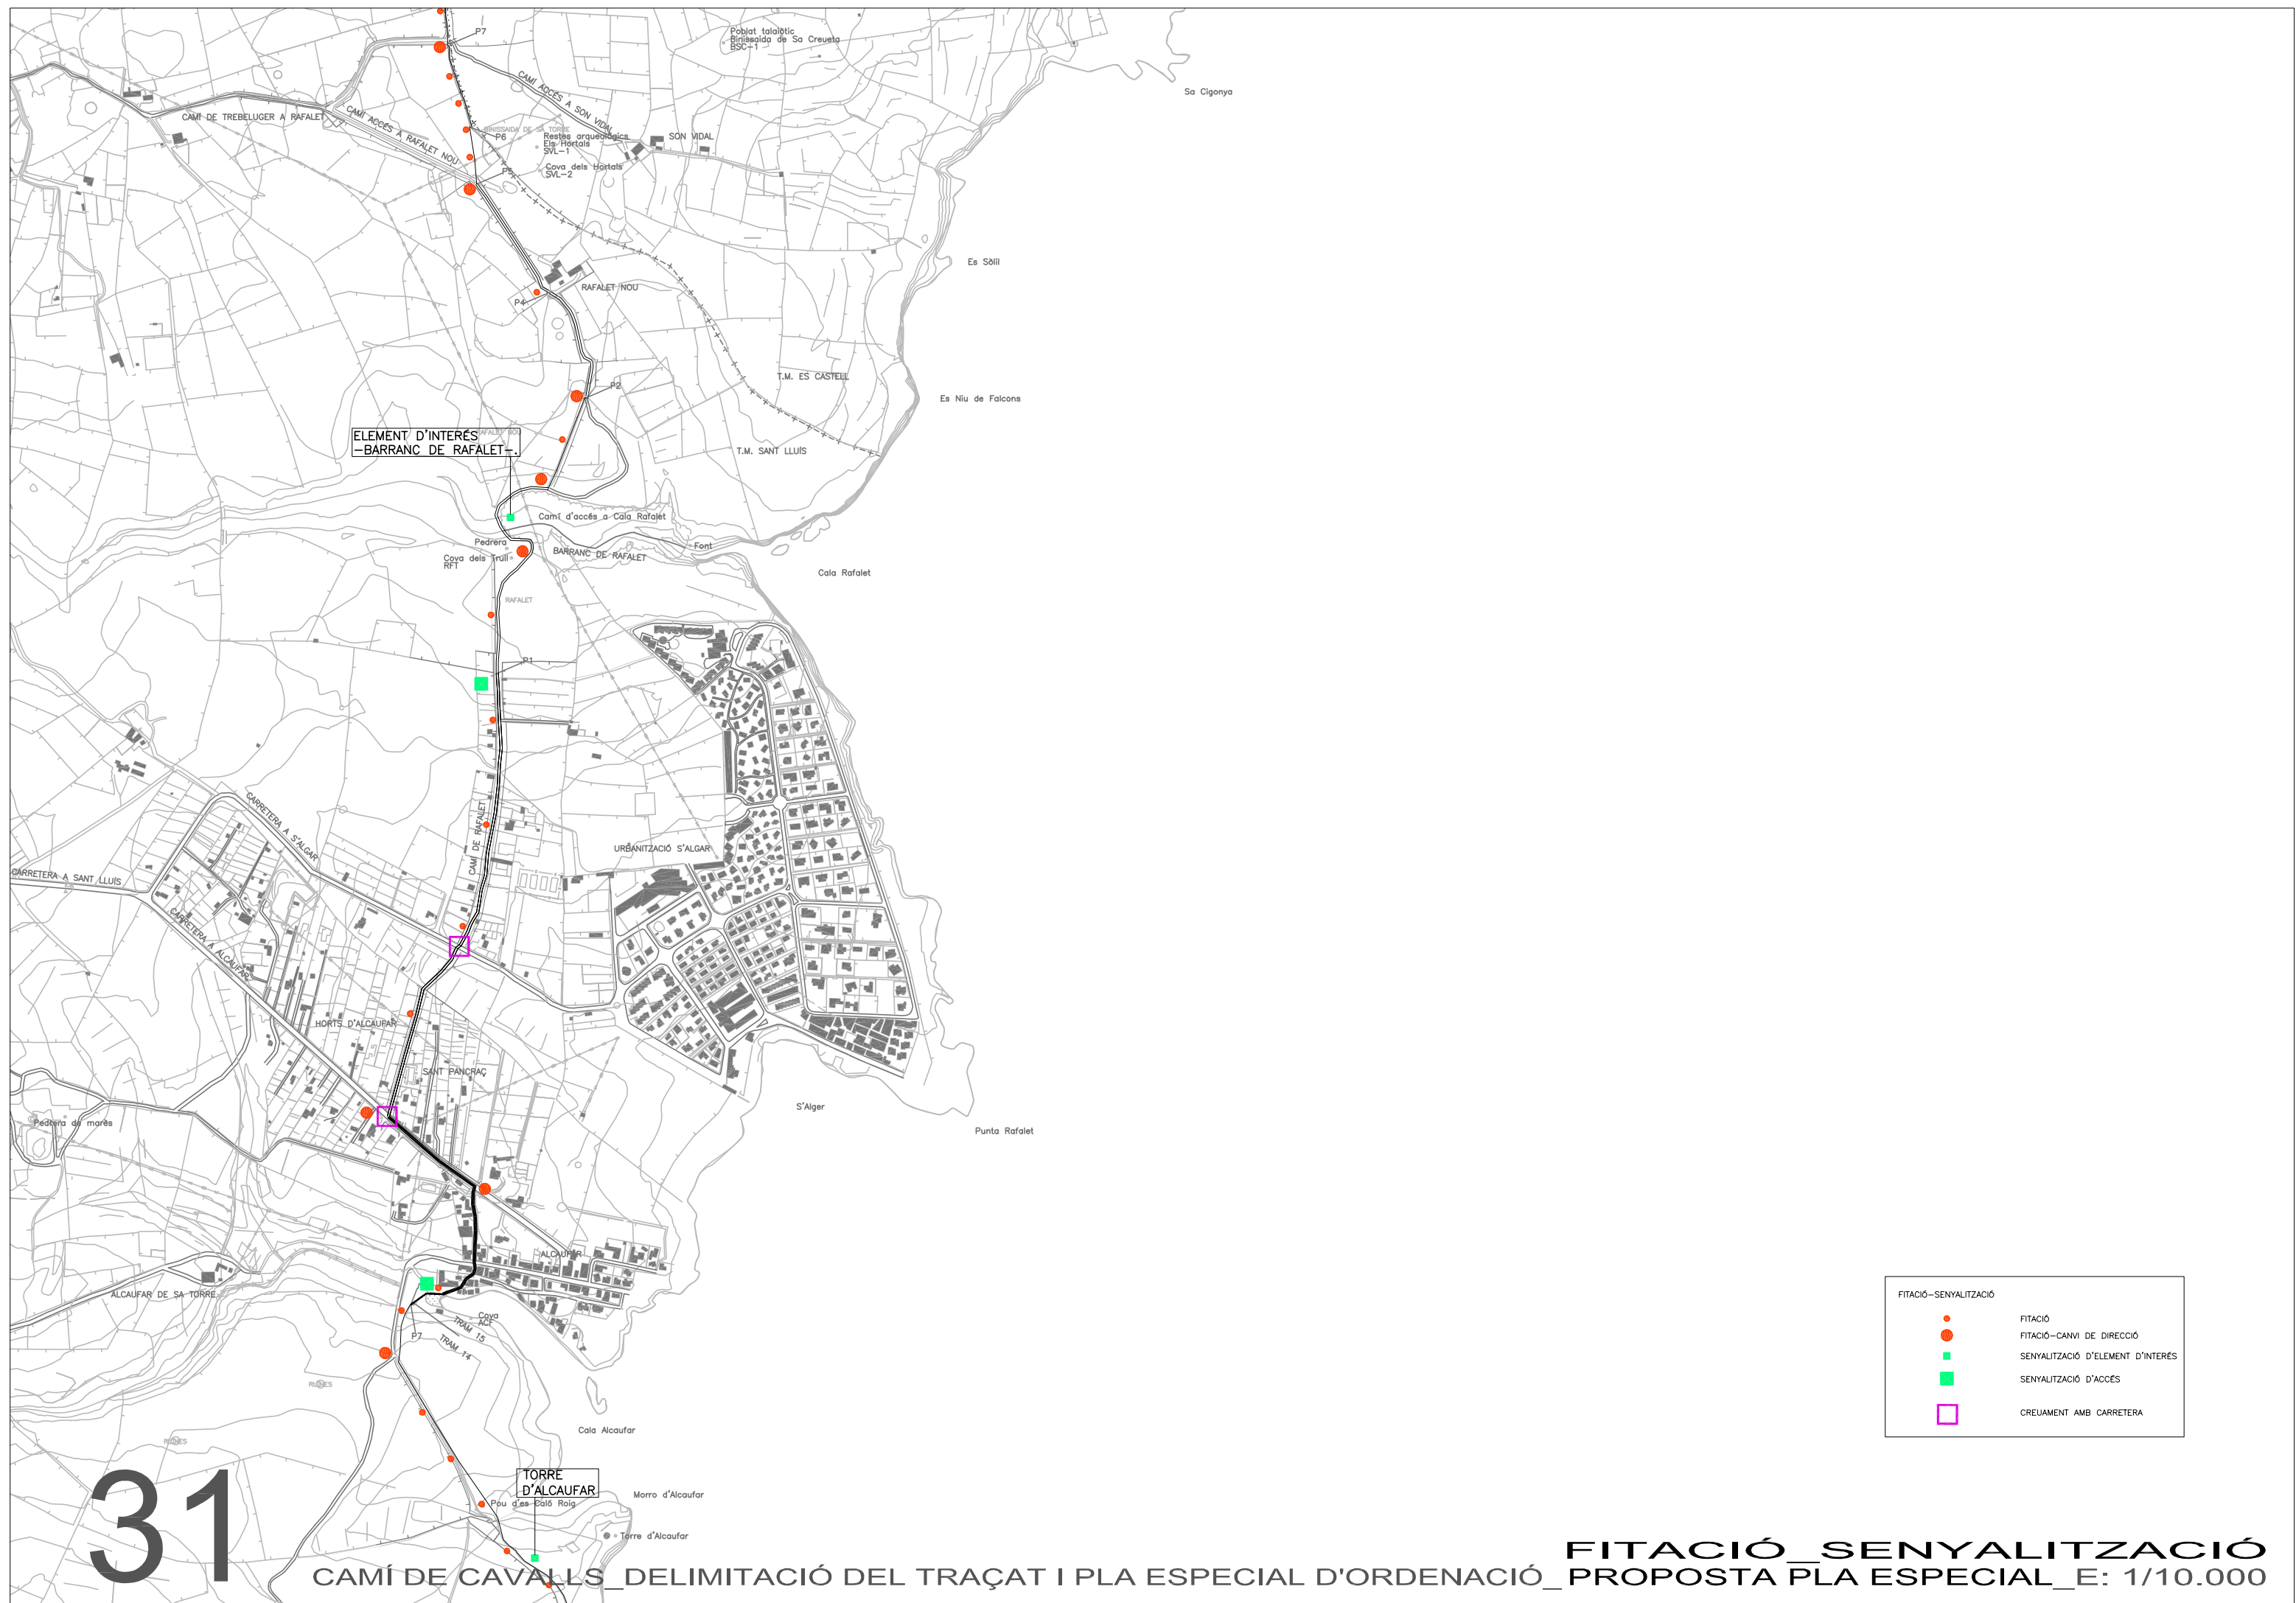 P7
Poblat talaiòtic
Binissaida de Sa Creueta
BSC-1
Sa Cigonya
CAMÍ ACCÉS A SON VIDAL
CAMÍ DE TREBELUGER A RAFALET
CAMÍ ACCÉS A RAFALET NOU
BINISSAIDA DE SA TORRE
P6
Restes arqueològics
Els Hortals
SVL-1
SON VIDAL
P5
Cova dels Hortals
SVL-2
Es Sòlil
RAFALET NOU
P4
T.M. ES CASTELL
P2
Es Niu de Falcons
ELEMENT D'INTERÉS
-BARRANC DE RAFALET-.
RAFALET NOU
T.M. SANT LLUÍS
Camí d'accés a Cala Rafalet
Pedrera
Font
Cova dels Trull
RFT
BARRANC DE RAFALET
Cala Rafalet
RAFALET
P1
CARRETERA A S'ALGAR
CAMÍ DE RAFALET
URBANITZACIÓ S'ALGAR
CARRETERA A SANT LLUÍS
CARRETERA A ALCAUFAR
HORTS D'ALCAUFAR
SANT PANCRAÇ
S'Alger
Pedrera de marès
Punta Rafalet
ALCAUFAR
ALCAUFAR DE SA TORRE
Cova
ACF
TRAM 15
P7
TRAM 14
RUÏNES
Cala Alcaufar
RUÏNES
TORRE
D'ALCAUFAR
Morro d'Alcaufar
Pou d'es Caló Roig
Torre d'Alcaufar
FITACIÓ-SENYALITZACIÓ
FITACIÓ
FITACIÓ-CANVI DE DIRECCIÓ
SENYALITZACIÓ D'ELEMENT D'INTERÉS
SENYALITZACIÓ D'ACCÉS
CREUAMENT AMB CARRETERA
31
FITACIÓ_SENYALITZACIÓ
CAMÍ DE CAVALLS_DELIMITACIÓ DEL TRAÇAT I PLA ESPECIAL D'ORDENACIÓ_PROPOSTA PLA ESPECIAL_E: 1/10.000